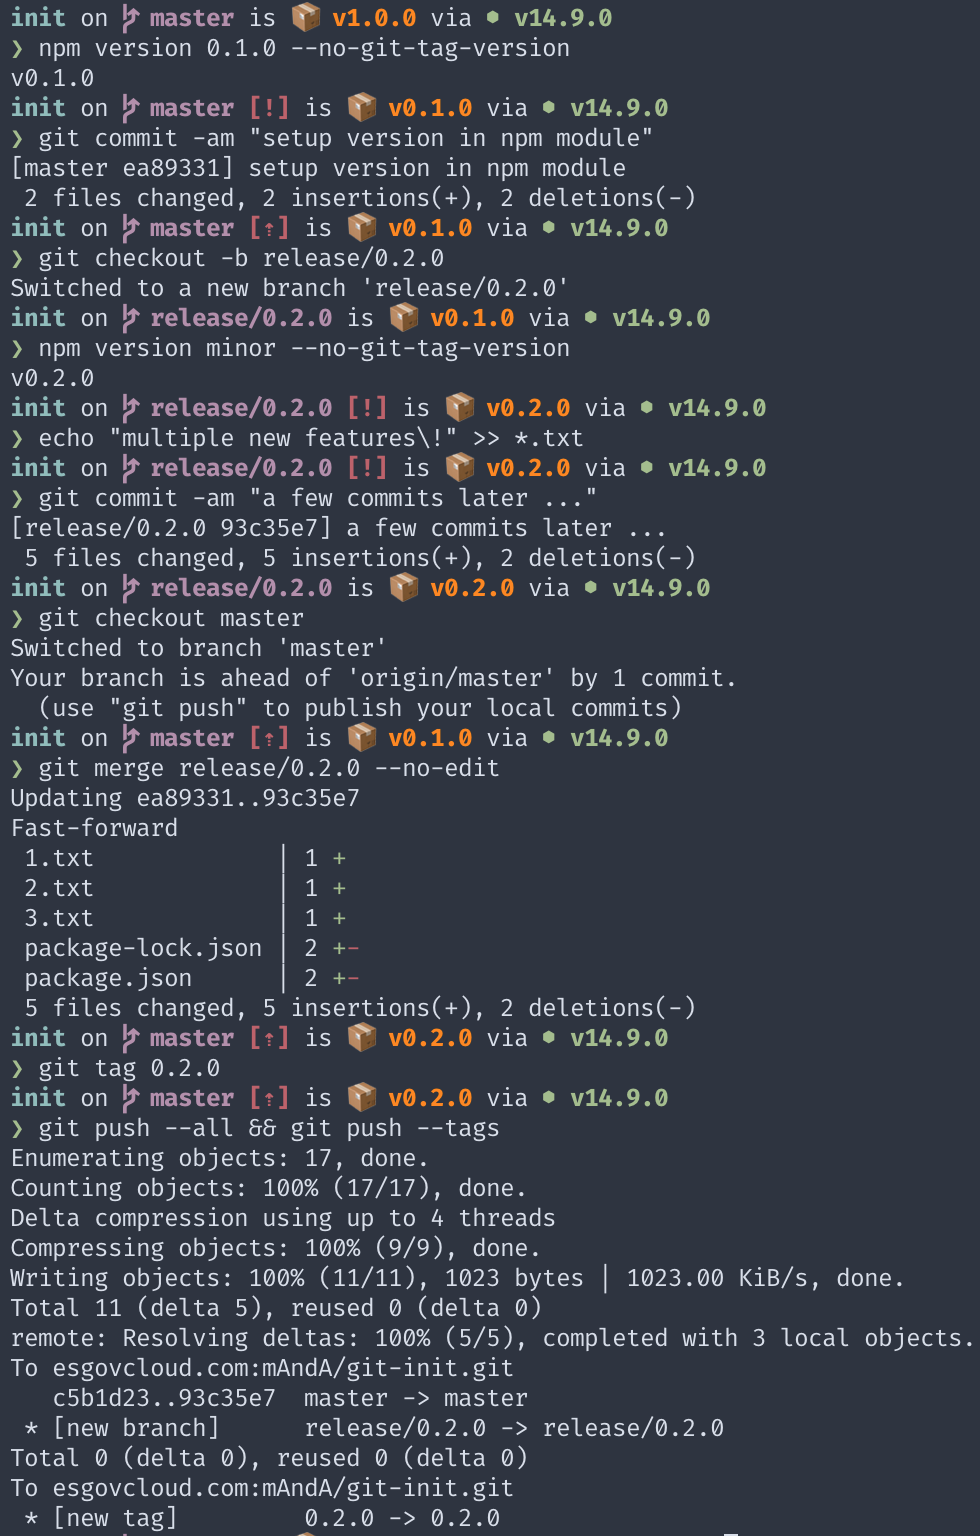 init on master is 📦 v1.0.0 via ⬢ v14.9.0
❯ npm version 0.1.0 --no-git-tag-version
v0.1.0
init on master [!] is 📦 v0.1.0 via ⬢ v14.9.0
❯ git commit -am "setup version in npm module"
[master ea89331] setup version in npm module
 2 files changed, 2 insertions(+), 2 deletions(-)
init on master [⇡] is 📦 v0.1.0 via ⬢ v14.9.0
❯ git checkout -b release/0.2.0
Switched to a new branch 'release/0.2.0'
init on release/0.2.0 is 📦 v0.1.0 via ⬢ v14.9.0
❯ npm version minor --no-git-tag-version
v0.2.0
init on release/0.2.0 [!] is 📦 v0.2.0 via ⬢ v14.9.0
❯ echo "multiple new features\!" >> *.txt
init on release/0.2.0 [!] is 📦 v0.2.0 via ⬢ v14.9.0
❯ git commit -am "a few commits later ..."
[release/0.2.0 93c35e7] a few commits later ...
 5 files changed, 5 insertions(+), 2 deletions(-)
init on release/0.2.0 is 📦 v0.2.0 via ⬢ v14.9.0
❯ git checkout master
Switched to branch 'master'
Your branch is ahead of 'origin/master' by 1 commit.
  (use "git push" to publish your local commits)
init on master [⇡] is 📦 v0.1.0 via ⬢ v14.9.0
❯ git merge release/0.2.0 --no-edit
Updating ea89331..93c35e7
Fast-forward
 1.txt             | 1 +
 2.txt             | 1 +
 3.txt             | 1 +
 package-lock.json | 2 +-
 package.json      | 2 +-
 5 files changed, 5 insertions(+), 2 deletions(-)
init on master [⇡] is 📦 v0.2.0 via ⬢ v14.9.0
❯ git tag 0.2.0
init on master [⇡] is 📦 v0.2.0 via ⬢ v14.9.0
❯ git push --all && git push --tags
Enumerating objects: 17, done.
Counting objects: 100% (17/17), done.
Delta compression using up to 4 threads
Compressing objects: 100% (9/9), done.
Writing objects: 100% (11/11), 1023 bytes | 1023.00 KiB/s, done.
Total 11 (delta 5), reused 0 (delta 0)
remote: Resolving deltas: 100% (5/5), completed with 3 local objects.
To esgovcloud.com:mAndA/git-init.git
   c5b1d23..93c35e7  master -> master
 * [new branch]      release/0.2.0 -> release/0.2.0
Total 0 (delta 0), reused 0 (delta 0)
To esgovcloud.com:mAndA/git-init.git
 * [new tag]         0.2.0 -> 0.2.0